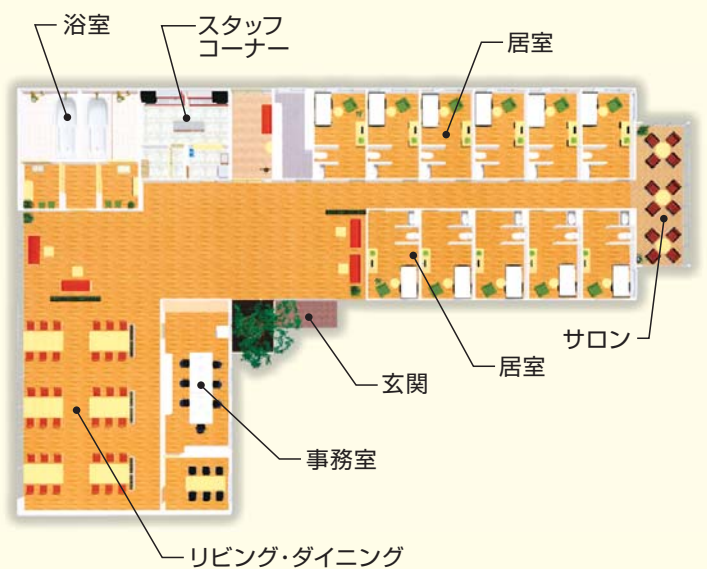 浴室
スタッフ
コーナー
居室
サロン
居室
玄関
事務室
リビング・ダイニング